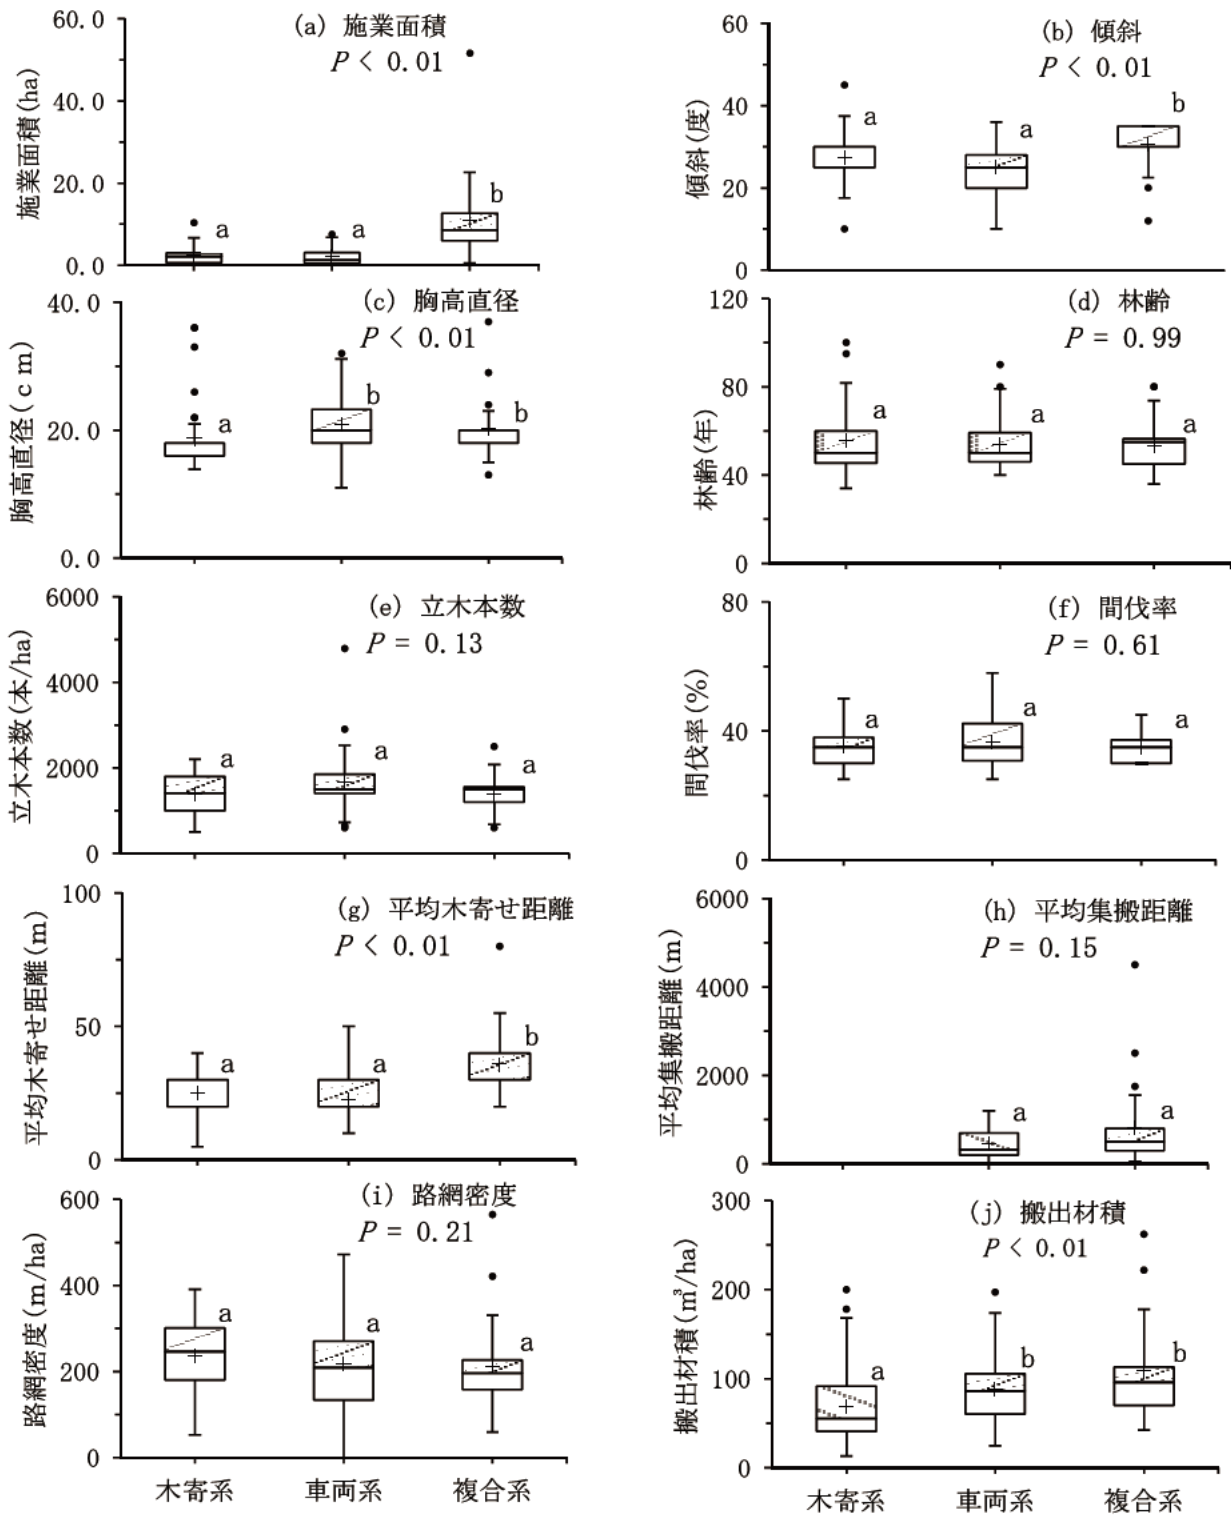 (a) 施業面積
P < 0.01
施業面積(ha)
60.0
40.0
20.0
0.0
a
a
b
(b) 傾斜
P < 0.01
傾斜(度)
60
40
20
0
a
a
b
(c) 胸高直径
P < 0.01
胸高直径(cm)
40.0
20.0
0.0
a
b
b
(d) 林齢
P = 0.99
林齢(年)
120
80
40
0
a
a
a
(e) 立木本数
P = 0.13
立木本数(本/ha)
6000
4000
2000
0
a
a
a
(f) 間伐率
P = 0.61
間伐率(%)
80
40
0
a
a
a
(g) 平均木寄せ距離
P < 0.01
平均木寄せ距離(m)
100
50
0
a
a
b
(h) 平均集搬距離
P = 0.15
平均集搬距離(m)
6000
4000
2000
0
a
a
(i) 路網密度
P = 0.21
路網密度(m/ha)
600
400
200
0
a
a
a
木寄系 車両系 複合系
(j) 搬出材積
P < 0.01
搬出材積(m³/ha)
300
200
100
0
a
b
b
木寄系 車両系 複合系